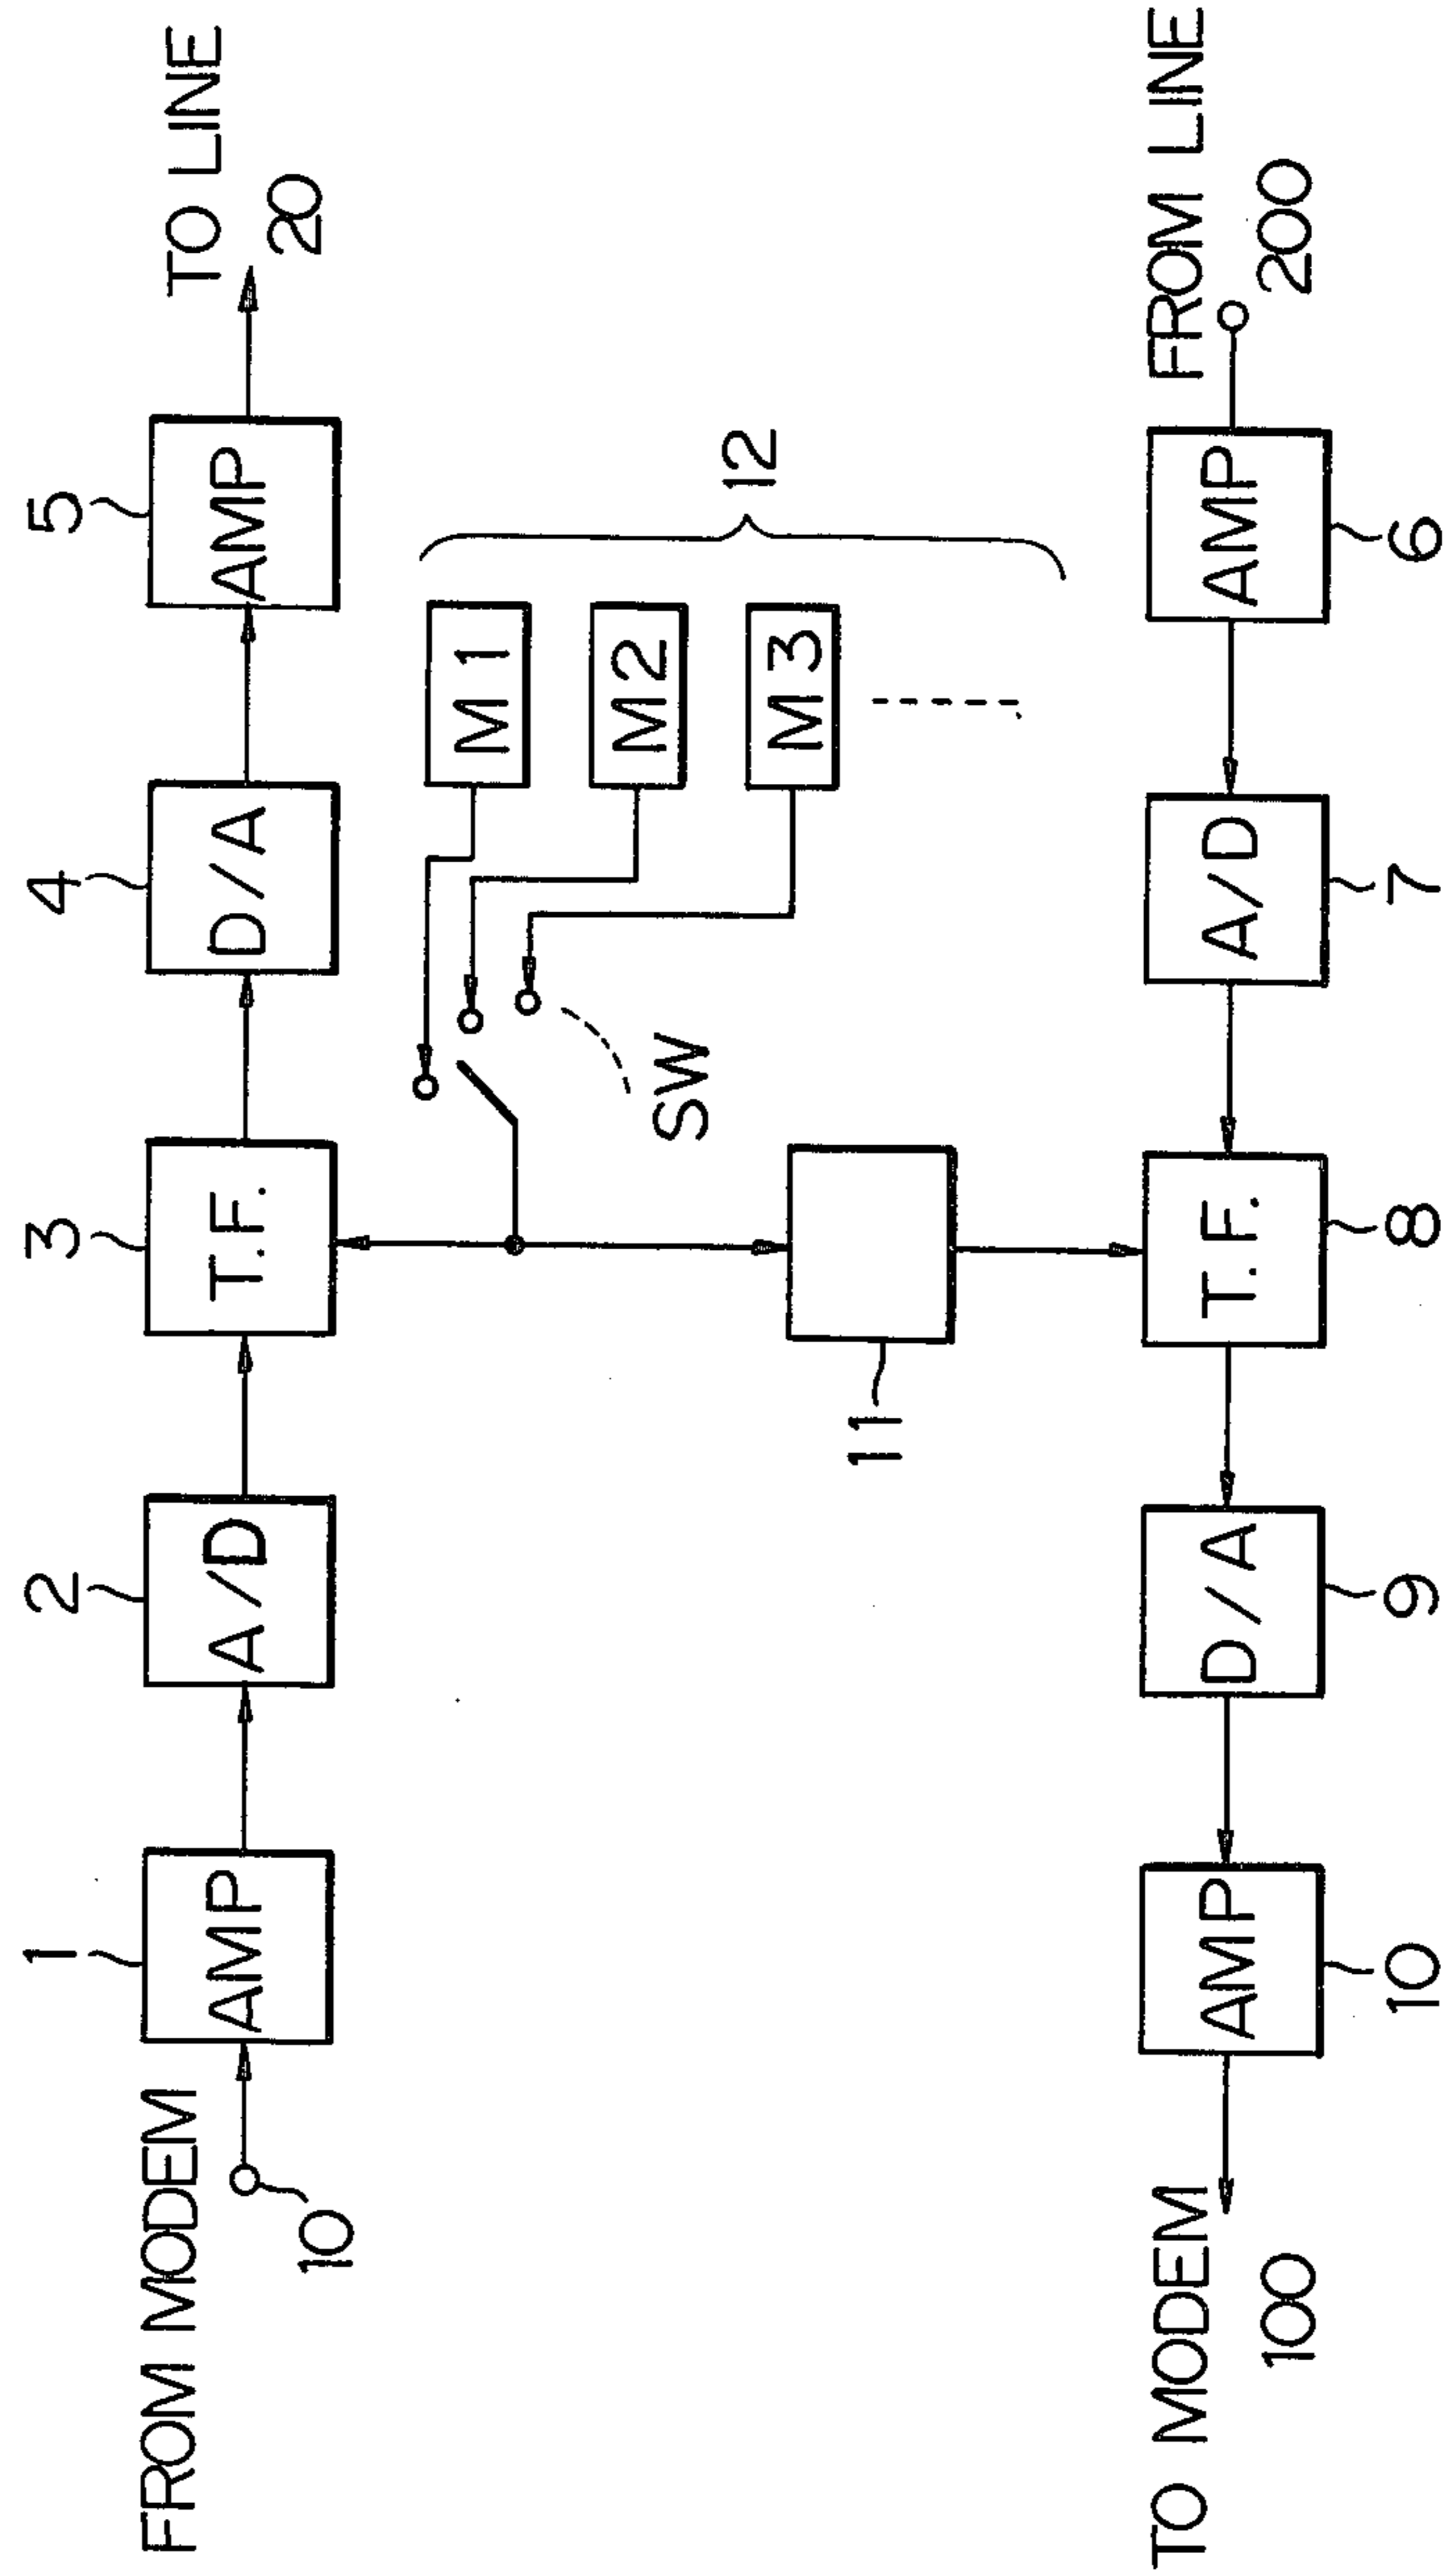 FROM MODEM
10
1
AMP
2
A/D
3
T.F.
4
D/A
5
AMP
TO LINE
20
M1
M2
M3
12
SW
11
TO MODEM
100
AMP
10
D/A
9
T.F.
8
A/D
7
AMP
6
FROM LINE
200